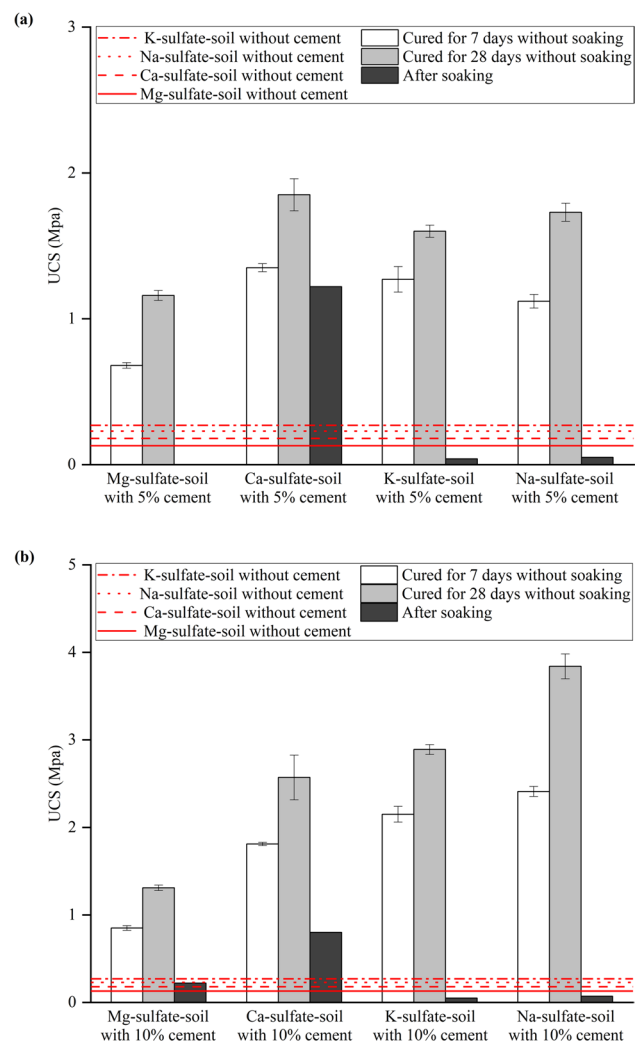 (a)
3
K-sulfate-soil without cement
Cured for 7 days without soaking
Na-sulfate-soil without cement
Cured for 28 days without soaking
Ca-sulfate-soil without cement
After soaking
Mg-sulfate-soil without cement
2
UCS (Mpa)
1
0
Mg-sulfate-soil with 5% cement
Ca-sulfate-soil with 5% cement
K-sulfate-soil with 5% cement
Na-sulfate-soil with 5% cement
(b)
5
K-sulfate-soil without cement
Cured for 7 days without soaking
Na-sulfate-soil without cement
Cured for 28 days without soaking
Ca-sulfate-soil without cement
After soaking
Mg-sulfate-soil without cement
4
3
UCS (Mpa)
2
1
0
Mg-sulfate-soil with 10% cement
Ca-sulfate-soil with 10% cement
K-sulfate-soil with 10% cement
Na-sulfate-soil with 10% cement